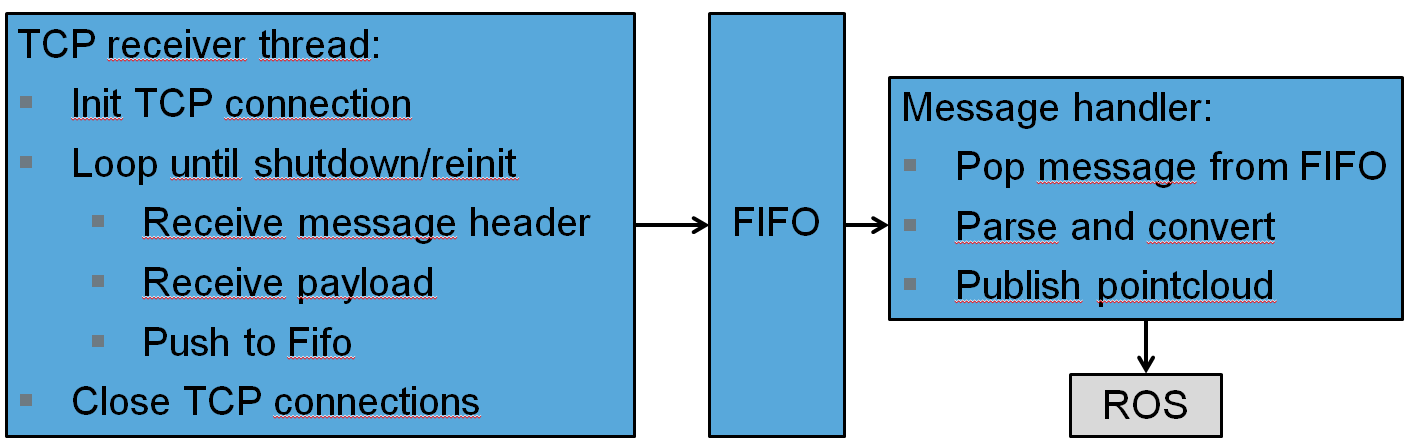 TCP receiver thread:
Init TCP connection
Loop until shutdown/reinit
Receive message header
Receive payload
Push to Fifo
Close TCP connections
FIFO
Message handler:
Pop message from FIFO
Parse and convert
Publish pointcloud
ROS